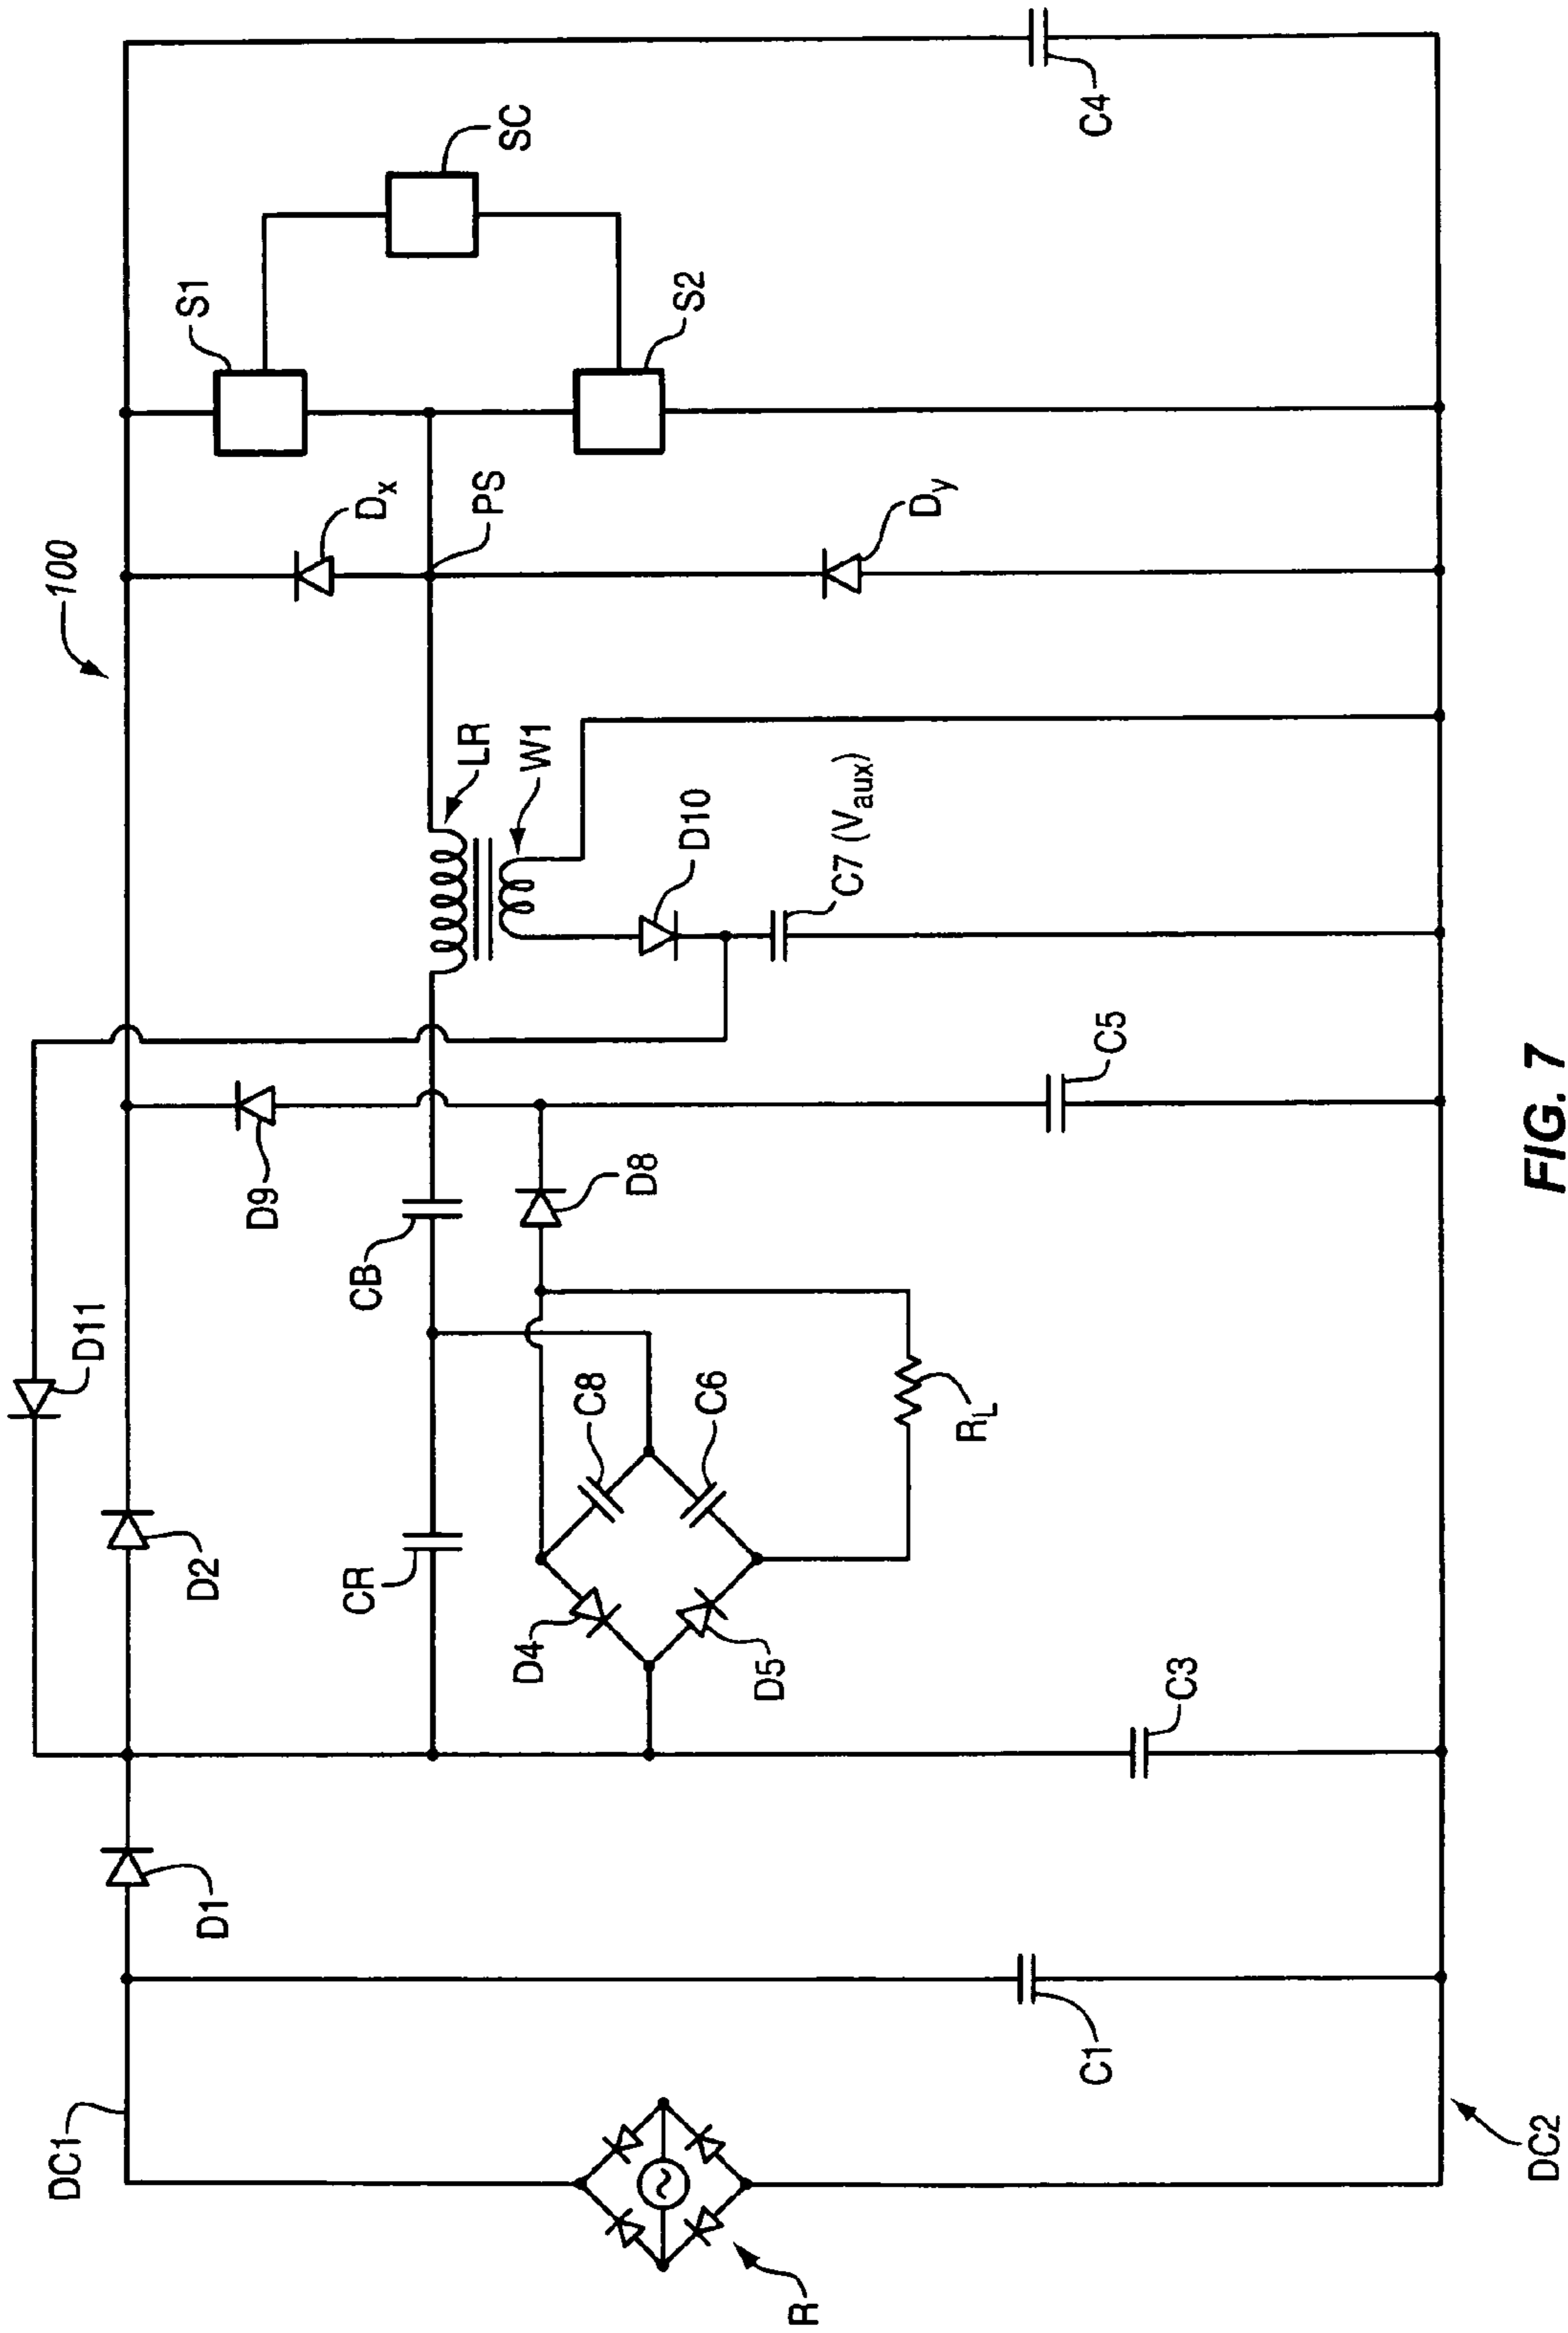 100
S1
SC
S2
C4
Dx
PS
Dy
LR
W1
D10
C7 (Vaux)
D11
D9
C5
CB
D8
C8
C6
RL
D2
CR
D4
D5
C3
D1
C1
DC1
R
DC2
FIG. 7